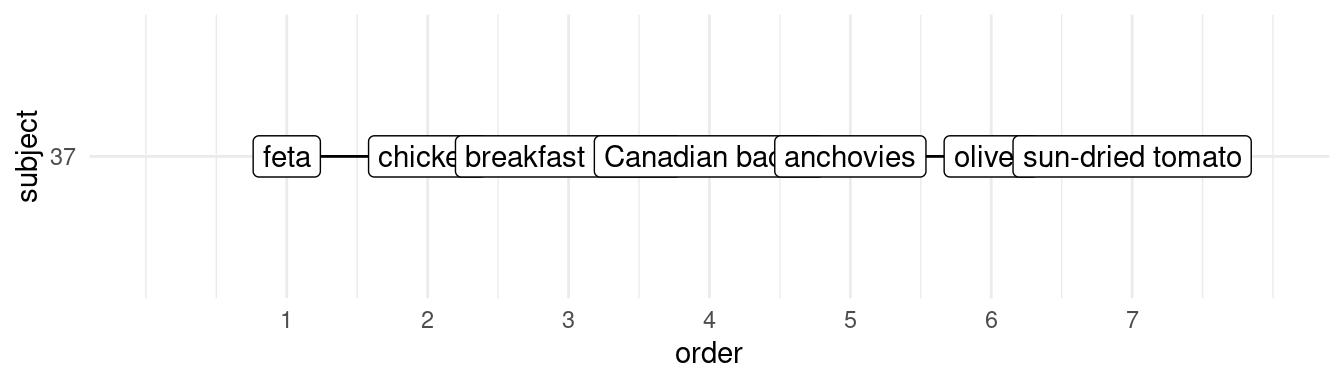 subject
37
feta chicke breakfast Canadian bac anchovies olive sun-dried tomato
1 2 3 4 5 6 7
order